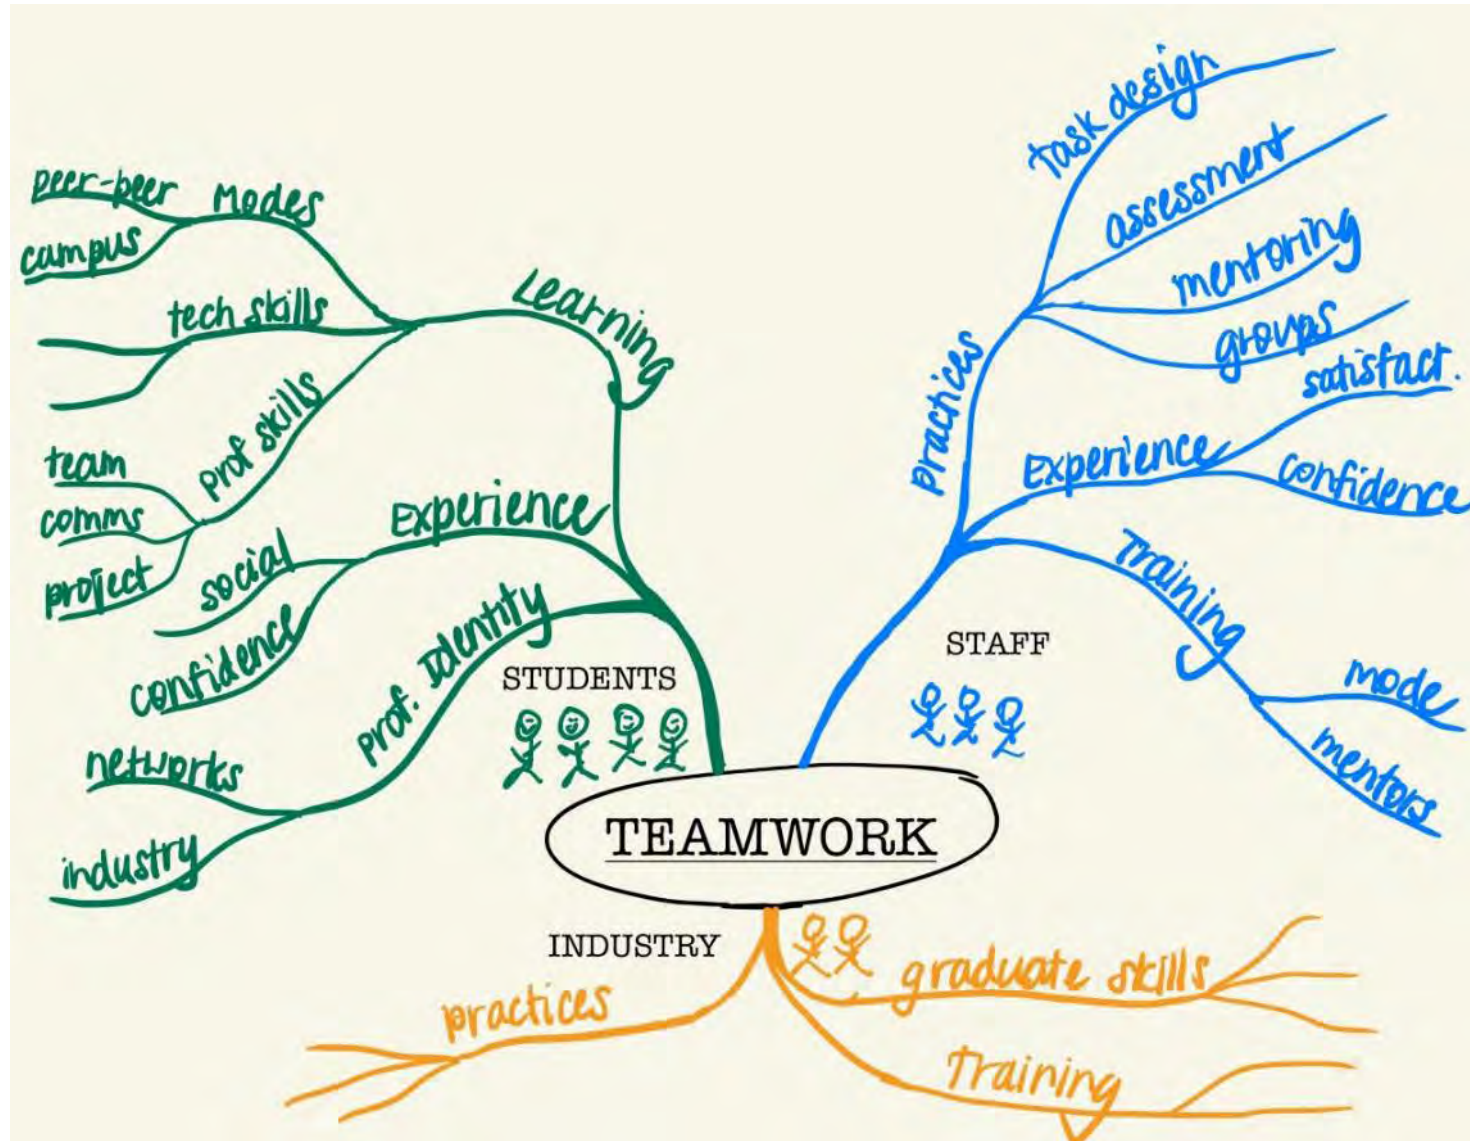 TEAMWORK
STUDENTS
Learning
Modes
peer-peer
campus
tech skills
prof skills
team
comms
project
Experience
social
confidence
prof. Identity
networks
industry
STAFF
practices
task design
assessment
mentoring
groups
Experience
satisfact.
confidence
Training
mode
mentors
INDUSTRY
practices
graduate skills
Training